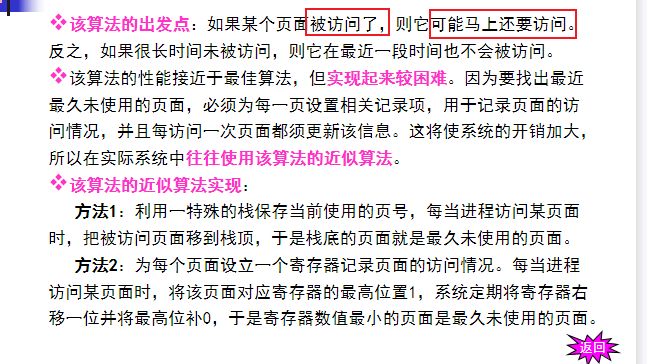 ❖该算法的出发点：如果某个页面被访问了，则它可能马上还要访问。
反之，如果很长时间未被访问，则它在最近一段时间也不会被访问。
❖该算法的性能接近于最佳算法，但实现起来较困难。因为要找出最近
最久未使用的页面，必须为每一页设置相关记录项，用于记录页面的访
问情况，并且每访问一次页面都须更新该信息。这将使系统的开销加大，
所以在实际系统中往往使用该算法的近似算法。
❖该算法的近似算法实现：
方法1：利用一特殊的栈保存当前使用的页号，每当进程访问某页面
时，把被访问页面移到栈顶，于是栈底的页面就是最久未使用的页面。
方法2：为每个页面设立一个寄存器记录页面的访问情况。每当进程
访问某页面时，将该页面对应寄存器的最高位置1，系统定期将寄存器右
移一位并将最高位补0，于是寄存器数值最小的页面是最久未使用的页面。
返回